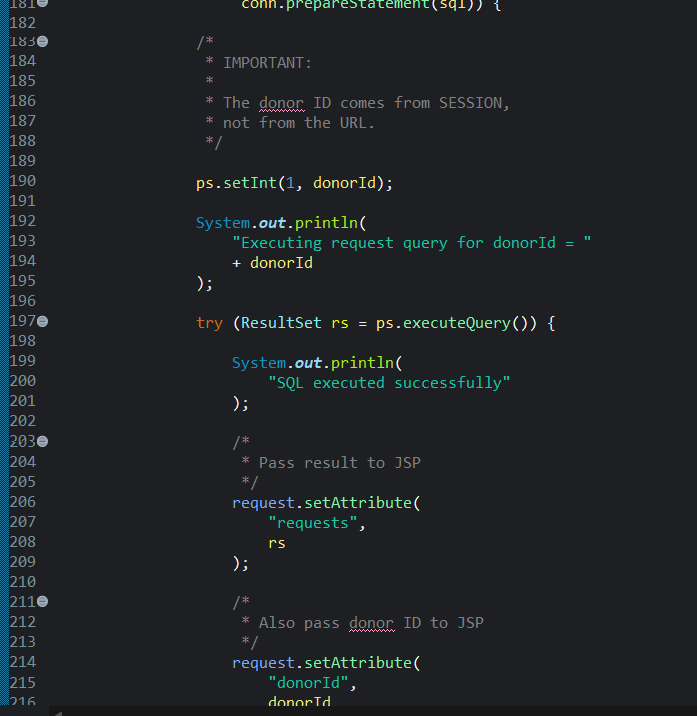 181 conn.prepareStatement(sql)) {
182
183 /*
184 * IMPORTANT:
185 *
186 * The donor ID comes from SESSION,
187 * not from the URL.
188 */
189
190 ps.setInt(1, donorId);
191
192 System.out.println(
193 "Executing request query for donorId = "
194 + donorId
195 );
196
197 try (ResultSet rs = ps.executeQuery()) {
198
199 System.out.println(
200 "SQL executed successfully"
201 );
202
203 /*
204 * Pass result to JSP
205 */
206 request.setAttribute(
207 "requests",
208 rs
209 );
210
211 /*
212 * Also pass donor ID to JSP
213 */
214 request.setAttribute(
215 "donorId",
216 donorId